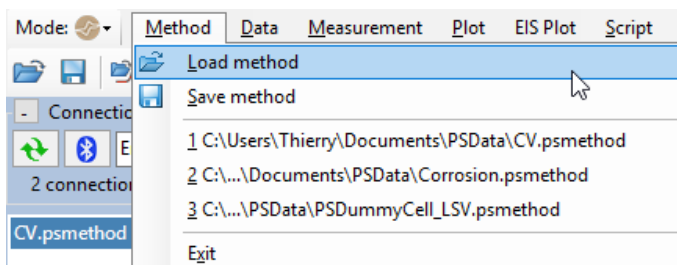 Mode: Method Data Measurement Plot EIS Plot Script
Load method
Save method
- Connectio
1 C:\Users\Thierry\Documents\PSData\CV.psmethod
E
2 C:\...\Documents\PSData\Corrosion.psmethod
2 connection
3 C:\...\PSData\PSDummyCell_LSV.psmethod
CV.psmethod
Exit